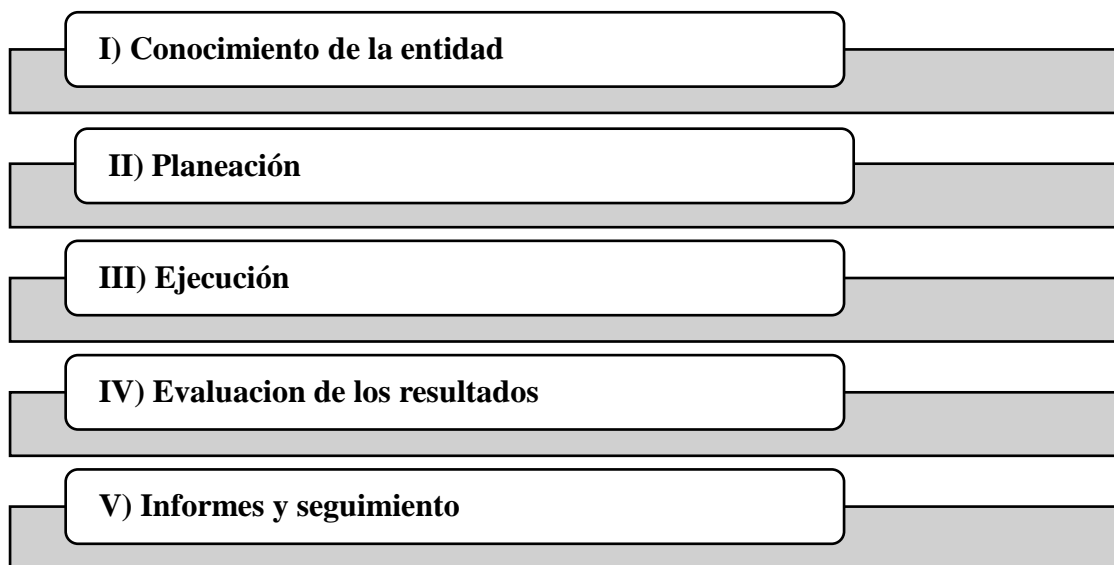 I) Conocimiento de la entidad
II) Planeación
III) Ejecución
IV) Evaluacion de los resultados
V) Informes y seguimiento